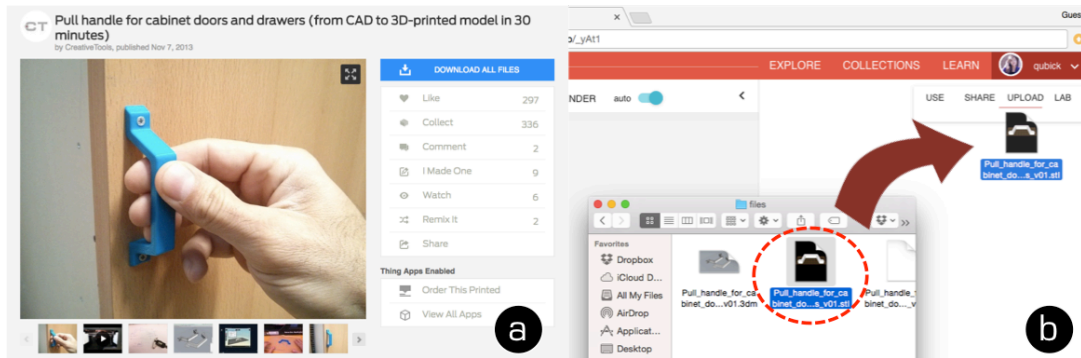 CT
Pull handle for cabinet doors and drawers (from CAD to 3D-printed model in 30
minutes)
by CreativeTools, published Nov 7, 2013
DOWNLOAD ALL FILES
Like 297
Collect 336
Comment 2
I Made One 9
Watch 6
Remix It 2
Share
Thing Apps Enabled
Order This Printed
View All Apps
a
× Gues
o/_yAt1
EXPLORE COLLECTIONS LEARN qubick
NDER auto USE SHARE UPLOAD LAB
Pull_handle_for_ca
binet_do...s_v01.stl
files
Favorites
Dropbox
iCloud D...
All My Files
AirDrop
Applicat...
Desktop
Pull_handle_for_ca
binet_do...v01.3dm
Pull_handle_for_ca
binet_do...s_v01.stl
Pull_handle_
binet_do..._v
b